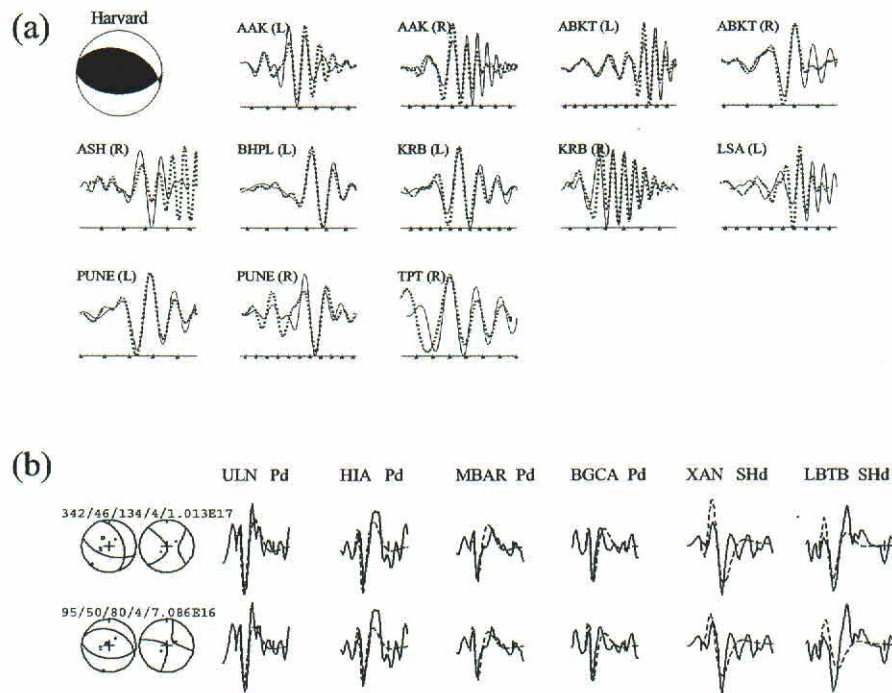 (a)
Harvard
AAK (L)
AAK (R)
ABKT (L)
ABKT (R)
ASH (R)
BHPL (L)
KRB (L)
KRB (R)
LSA (L)
PUNE (L)
PUNE (R)
TPT (R)
(b)
ULN Pd
HIA Pd
MBAR Pd
BGCA Pd
XAN SHd
LBTB SHd
342/46/134/4/1.013E17
95/50/80/4/7.086E16